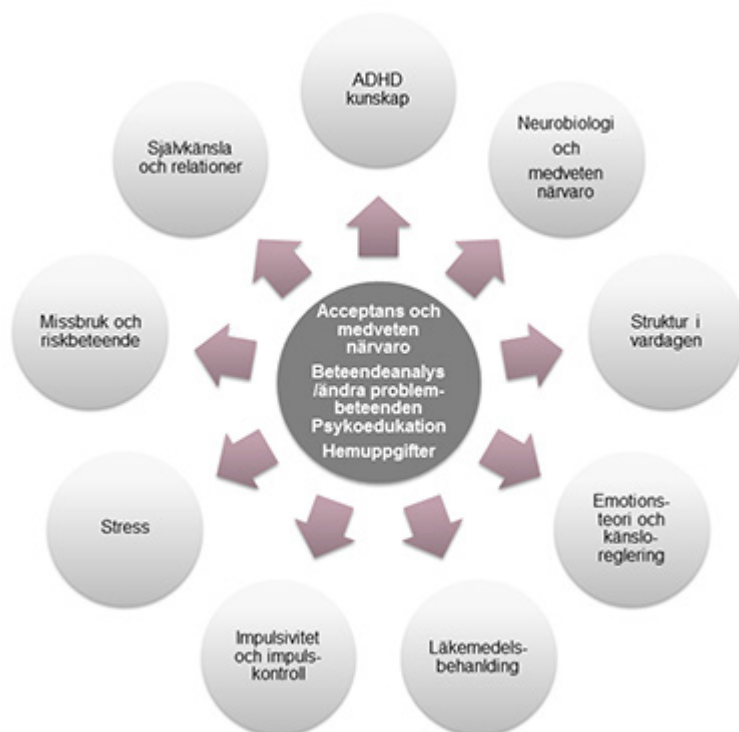 ADHD
kunskap
Neurobiologi
och
medveten
närvaro
Struktur i
vardagen
Emotions-
teori och
känslo-
reglering
Läkemedels-
behanlding
Impulsivitet
och impuls-
kontroll
Stress
Missbruk och
riskbeteende
Självkänsla
och relationer
Acceptans och
medveten
närvaro
Beteendeanalys
/ändra problem-
beteenden
Psykoedukation
Hemuppgifter